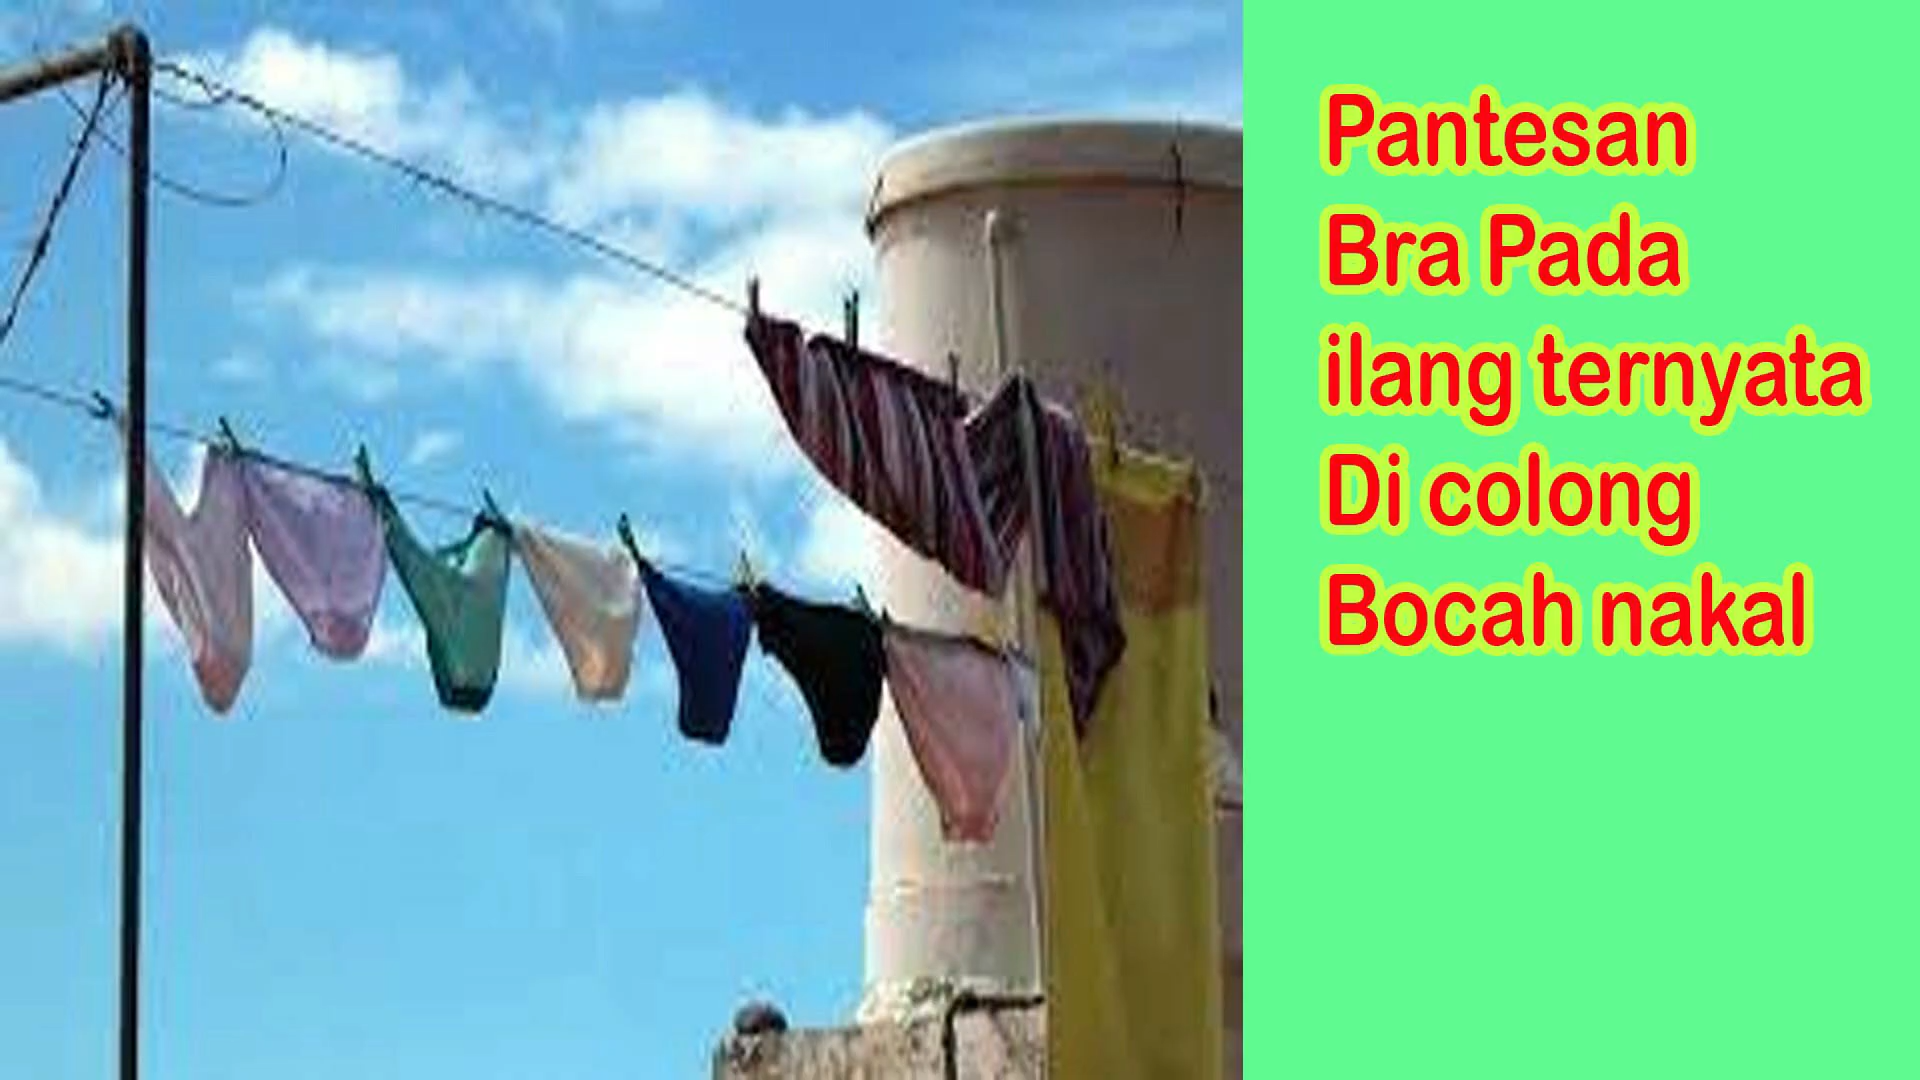 Pantesan
Bra Pada
ilang ternyata
Di colong
Bocah nakal